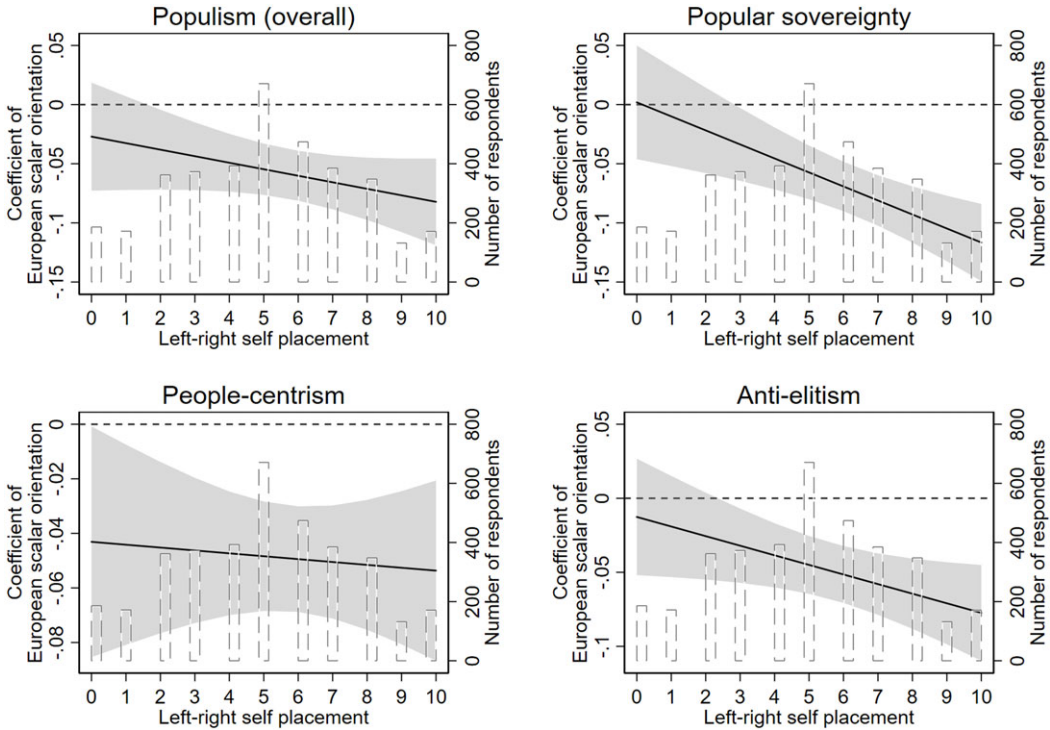 Populism (overall)
Coefficient of
European scalar orientation
.05
0
-.05
-.1
-.15
800
600
400
200
0
Number of respondents
0 1 2 3 4 5 6 7 8 9 10
Left-right self placement
Popular sovereignty
Coefficient of
European scalar orientation
.05
0
-.05
-.1
-.15
800
600
400
200
0
Number of respondents
0 1 2 3 4 5 6 7 8 9 10
Left-right self placement
People-centrism
Coefficient of
European scalar orientation
0
-.02
-.04
-.06
-.08
800
600
400
200
0
Number of respondents
0 1 2 3 4 5 6 7 8 9 10
Left-right self placement
Anti-elitism
Coefficient of
European scalar orientation
.05
0
-.05
-.1
800
600
400
200
0
Number of respondents
0 1 2 3 4 5 6 7 8 9 10
Left-right self placement